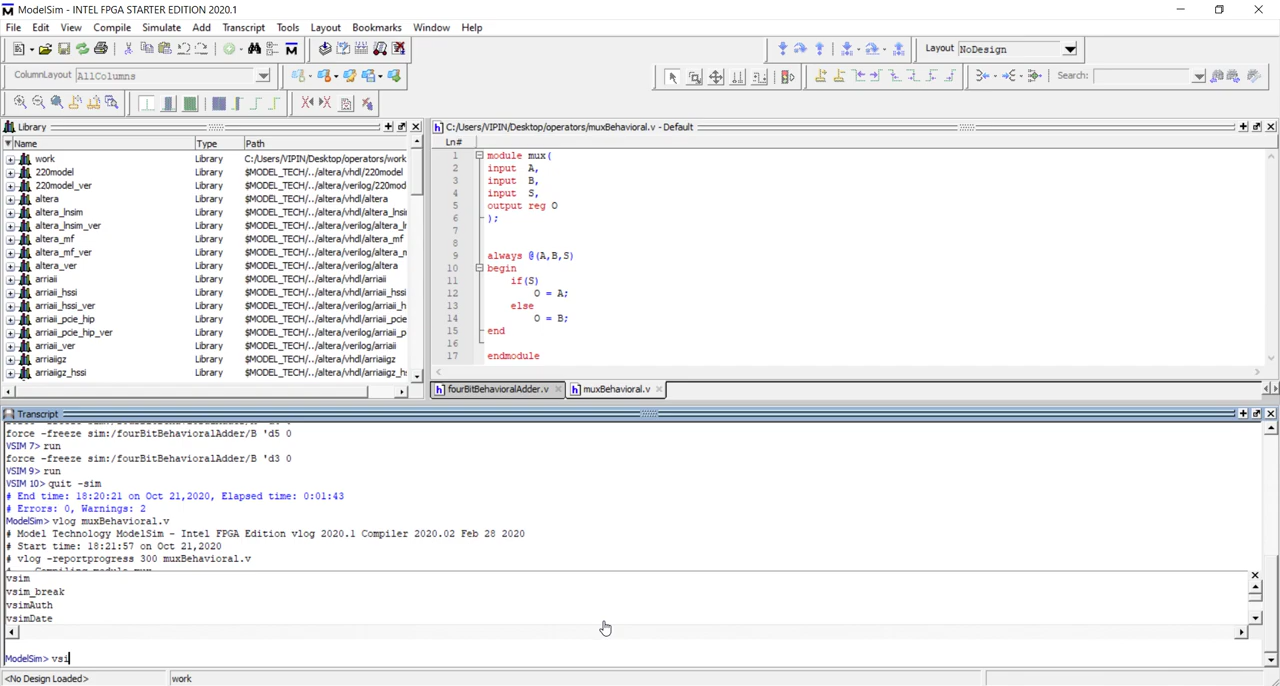 ModelSim - INTEL FPGA STARTER EDITION 2020.1
File Edit View Compile Simulate Add Transcript Tools Layout Bookmarks Window Help
Layout NoDesign
ColumnLayout AllColumns
Search:
Library
Name Type Path
work Library C:/Users/VIPIN/Desktop/operators/work
220model Library $MODEL_TECH/../altera/vhdl/220model
220model_ver Library $MODEL_TECH/../altera/verilog/220mod
altera Library $MODEL_TECH/../altera/vhdl/altera
altera_lnsim Library $MODEL_TECH/../altera/vhdl/altera_lnsi
altera_lnsim_ver Library $MODEL_TECH/../altera/verilog/altera_l
altera_mf Library $MODEL_TECH/../altera/vhdl/altera_mf
altera_mf_ver Library $MODEL_TECH/../altera/verilog/altera_m
altera_ver Library $MODEL_TECH/../altera/verilog/altera
arriaii Library $MODEL_TECH/../altera/vhdl/arriaii
arriaii_hssi Library $MODEL_TECH/../altera/vhdl/arriaii_hssi
arriaii_hssi_ver Library $MODEL_TECH/../altera/verilog/arriaii_h
arriaii_pcie_hip Library $MODEL_TECH/../altera/vhdl/arriaii_pcie
arriaii_pcie_hip_ver Library $MODEL_TECH/../altera/verilog/arriaii_p
arriaii_ver Library $MODEL_TECH/../altera/verilog/arriaii
arriaiigz Library $MODEL_TECH/../altera/vhdl/arriaiigz
arriaiigz_hssi Library $MODEL_TECH/../altera/vhdl/arriaiigz_h
C:/Users/VIPIN/Desktop/operators/muxBehavioral.v - Default
Ln#
1 module mux(
2 input A,
3 input B,
4 input S,
5 output reg O
6 );
7
8
9 always @(A,B,S)
10 begin
11 if(S)
12 O = A;
13 else
14 O = B;
15 end
16
17 endmodule
fourBitBehavioralAdder.v muxBehavioral.v
Transcript
force -freeze sim:/fourBitBehavioralAdder/B 'd5 0
VSIM 7> run
force -freeze sim:/fourBitBehavioralAdder/B 'd3 0
VSIM 9> run
VSIM 10> quit -sim
# End time: 18:20:21 on Oct 21,2020, Elapsed time: 0:01:43
# Errors: 0, Warnings: 2
ModelSim> vlog muxBehavioral.v
# Model Technology ModelSim - Intel FPGA Edition vlog 2020.1 Compiler 2020.02 Feb 28 2020
# Start time: 18:21:57 on Oct 21,2020
# vlog -reportprogress 300 muxBehavioral.v
vsim
vsim_break
vsimAuth
vsimDate
ModelSim> vsi
<No Design Loaded> work